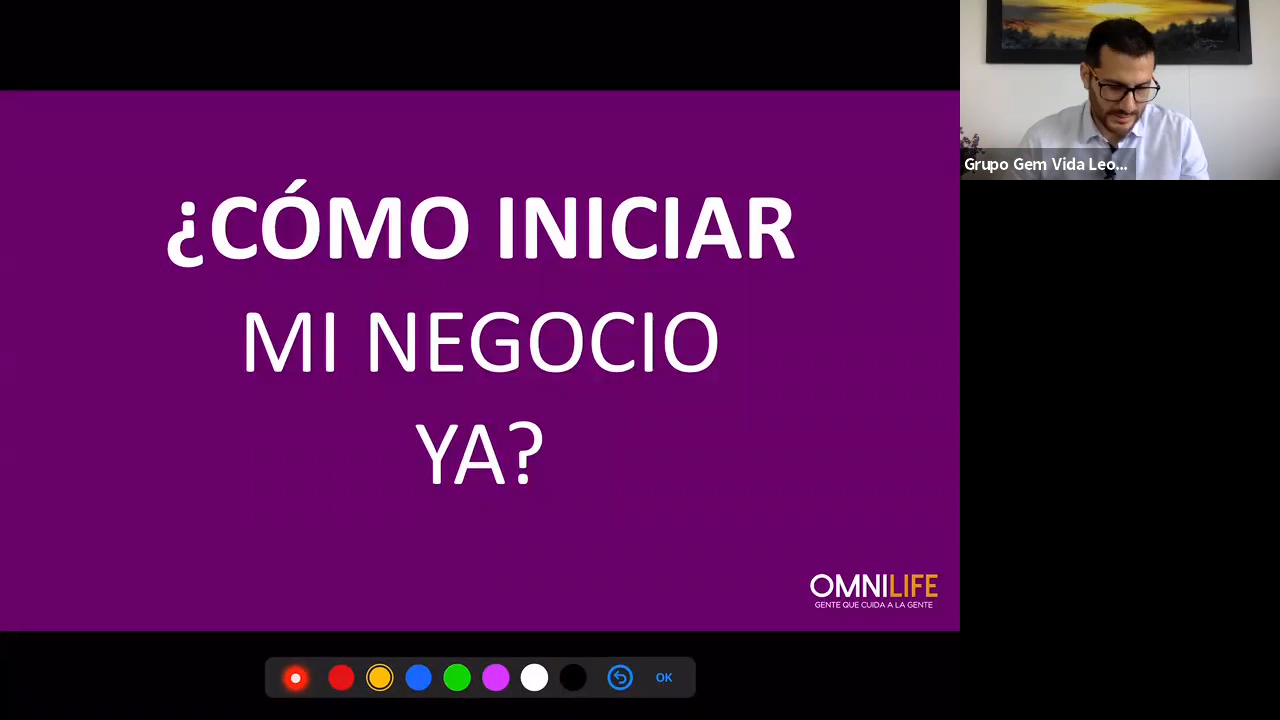 ¿CÓMO INICIAR
MI NEGOCIO
YA?
OMNILIFE
GENTE QUE CUIDA A LA GENTE
Grupo Gem Vida Leo...
OK